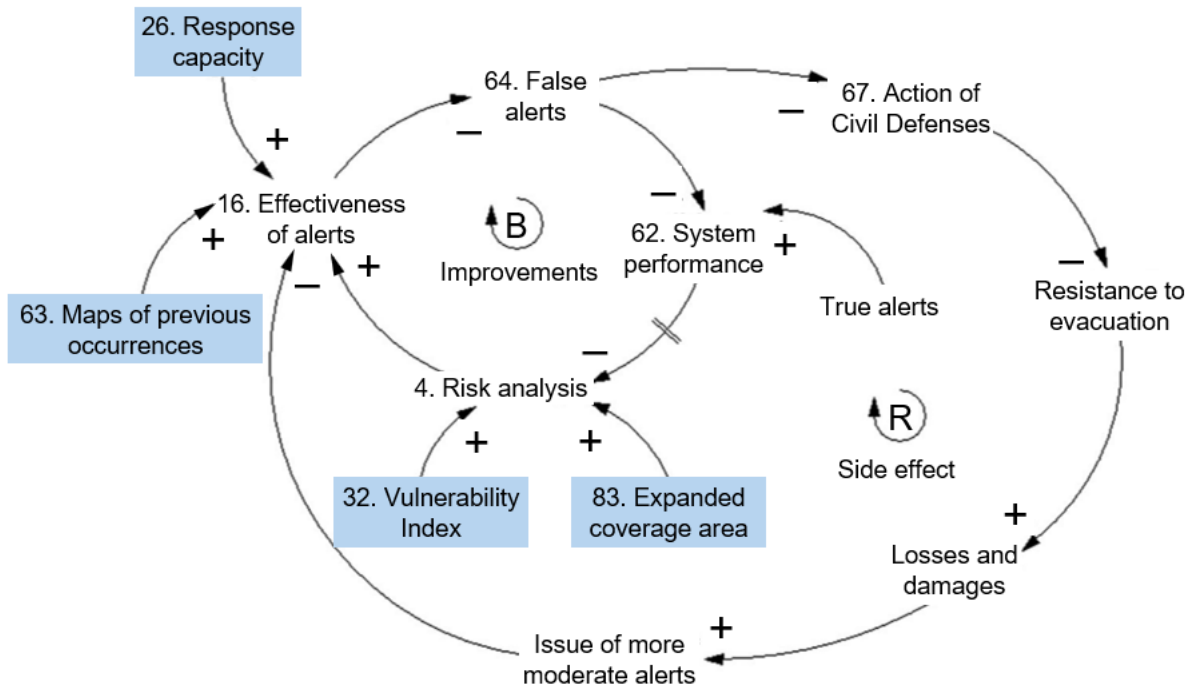 26. Response
capacity
64. False
alerts
67. Action of
Civil Defenses
−
−
+
16. Effectiveness
of alerts
−
B
Improvements
62. System
performance
+
+
+
−
−
Resistance to
evacuation
63. Maps of previous
occurrences
True alerts
−
4. Risk analysis
R
Side effect
+
+
32. Vulnerability
Index
83. Expanded
coverage area
+
Losses and
damages
+
Issue of more
moderate alerts